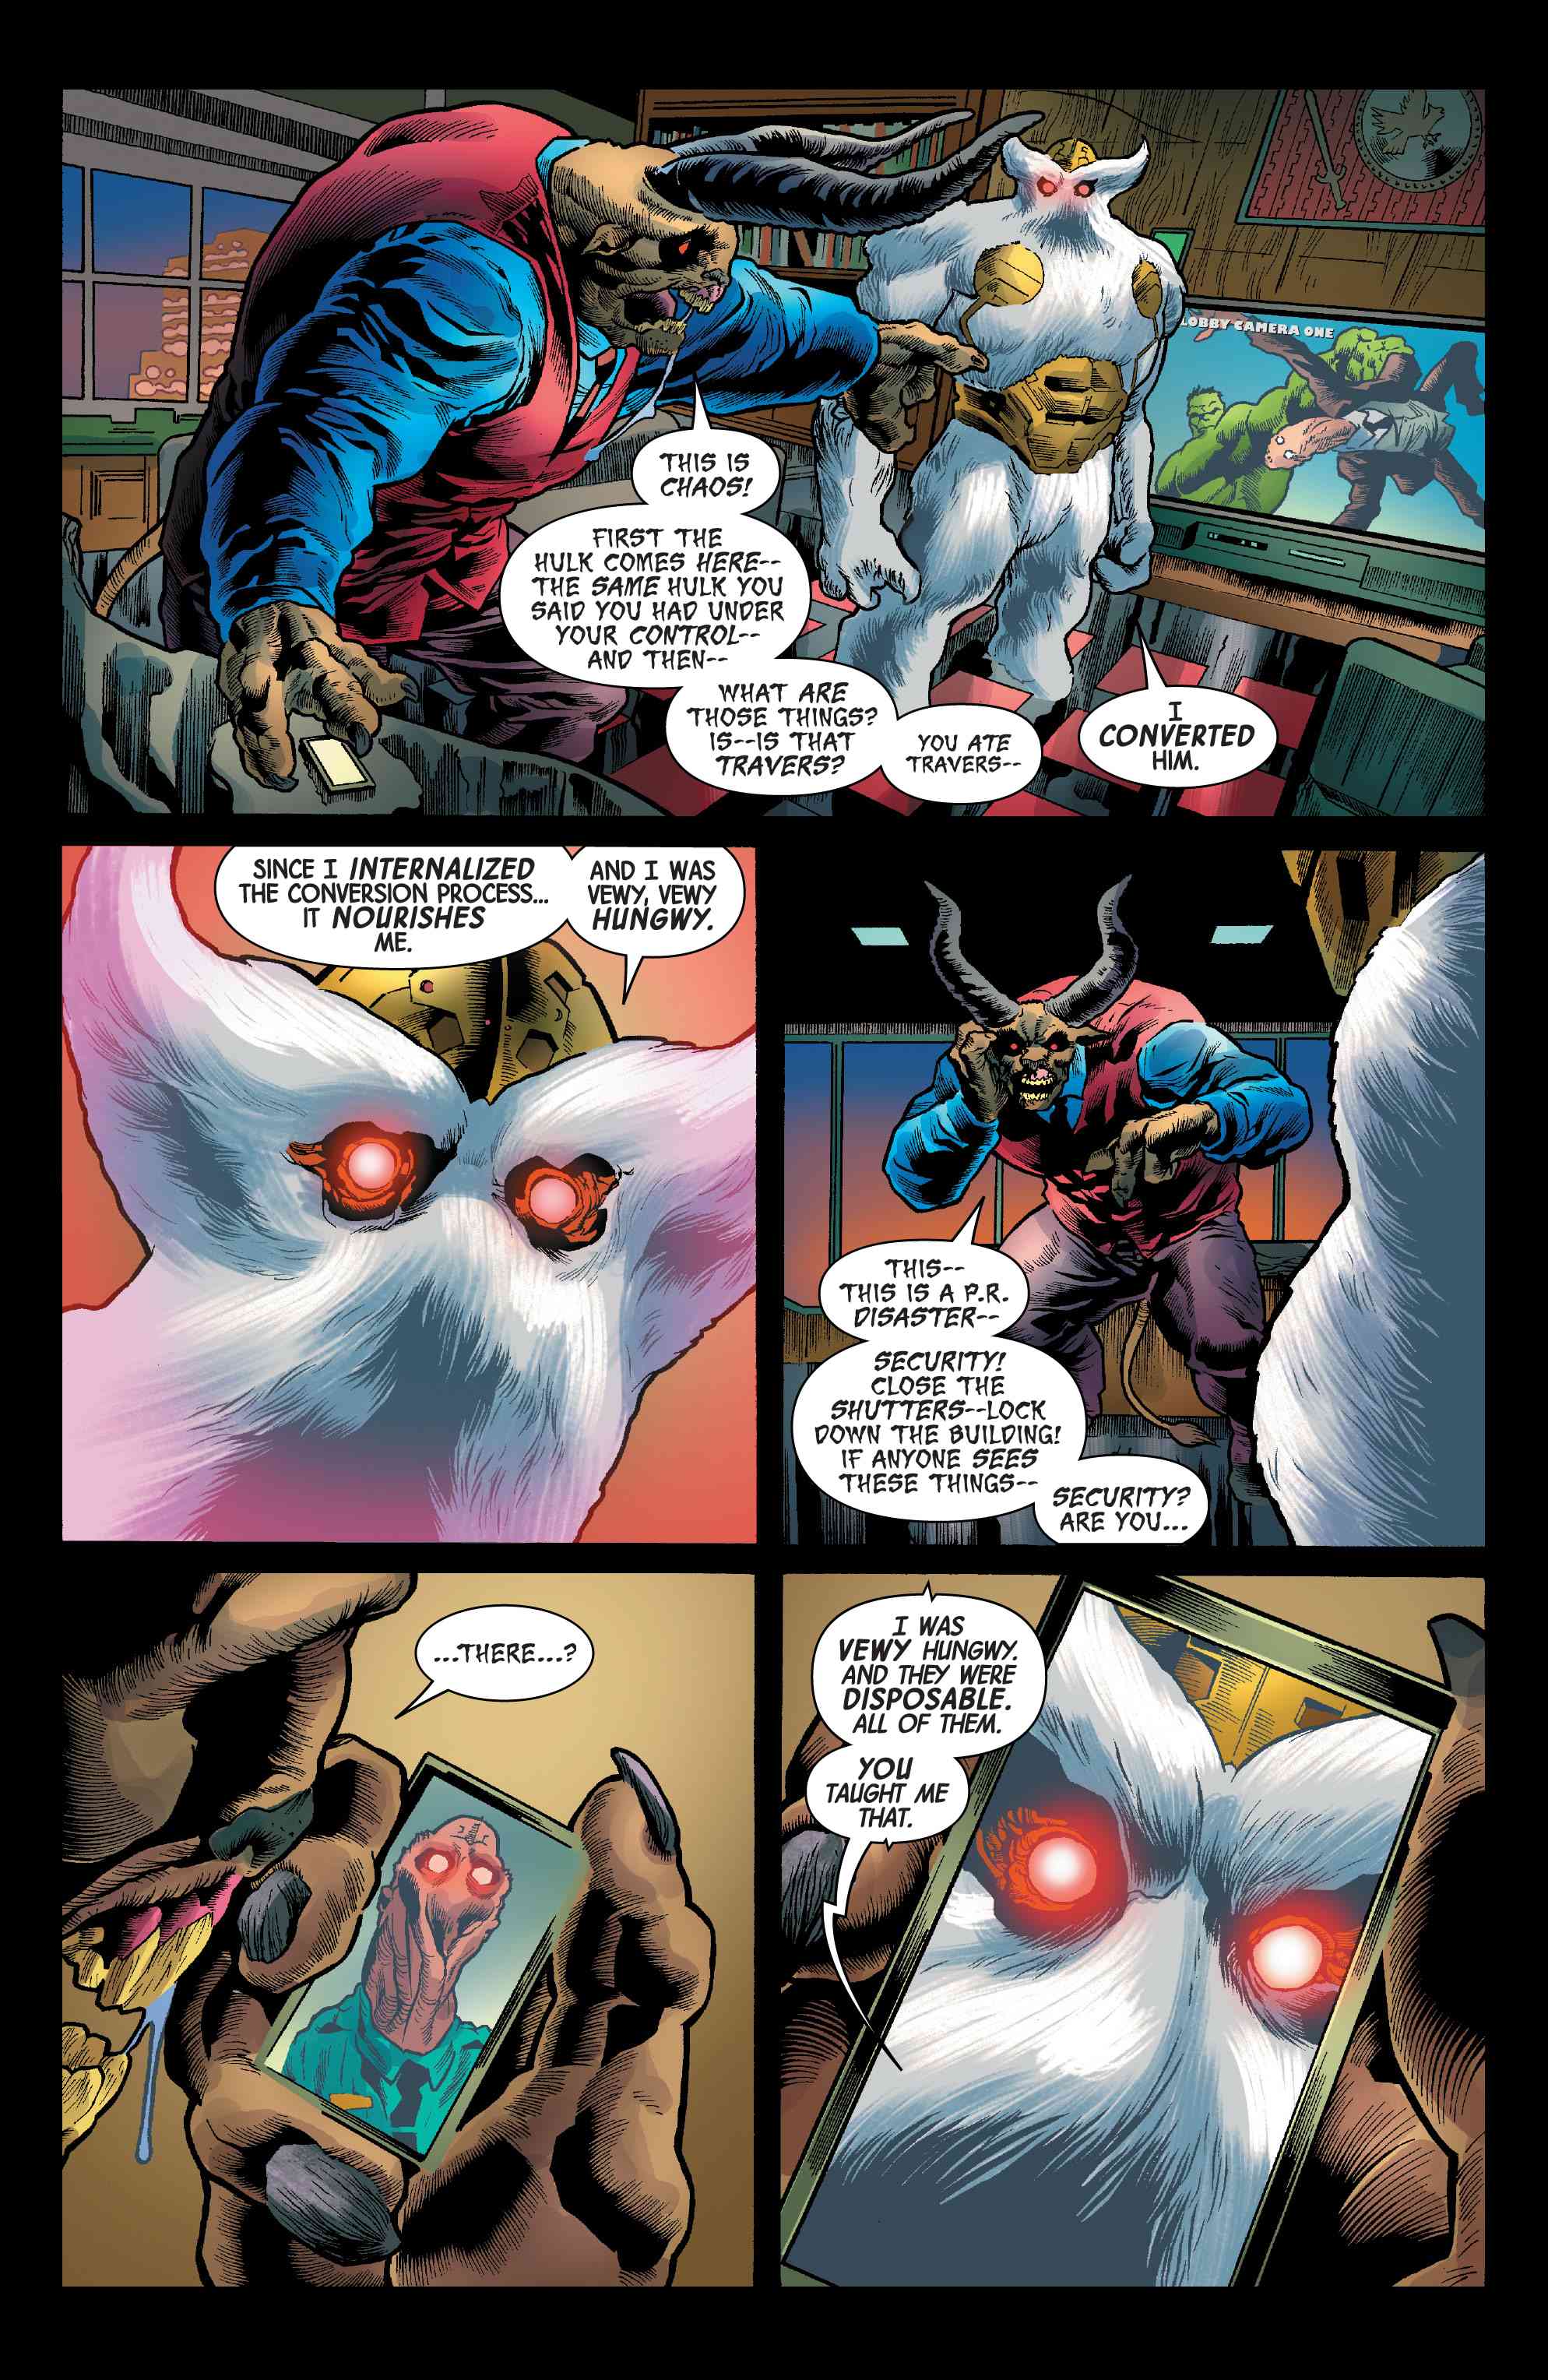 LOBBY CAMERA ONE
THIS IS
CHAOS!
FIRST THE
HULK COMES HERE--
THE SAME HULK YOU
SAID YOU HAD UNDER
YOUR CONTROL--
AND THEN--
WHAT ARE
THOSE THINGS?
IS--IS THAT
TRAVERS?
YOU ATE
TRAVERS--
I
CONVERTED
HIM.
SINCE I INTERNALIZED
THE CONVERSION PROCESS...
IT NOURISHES
ME.
AND I WAS
VEWY, VEWY
HUNGWY.
THIS--
THIS IS A P.R.
DISASTER--
SECURITY!
CLOSE THE
SHUTTERS--LOCK
DOWN THE BUILDING!
IF ANYONE SEES
THESE THINGS--
SECURITY?
ARE YOU...
...THERE...?
I WAS
VEWY HUNGWY.
AND THEY WERE
DISPOSABLE.
ALL OF THEM.
YOU
TAUGHT ME
THAT.